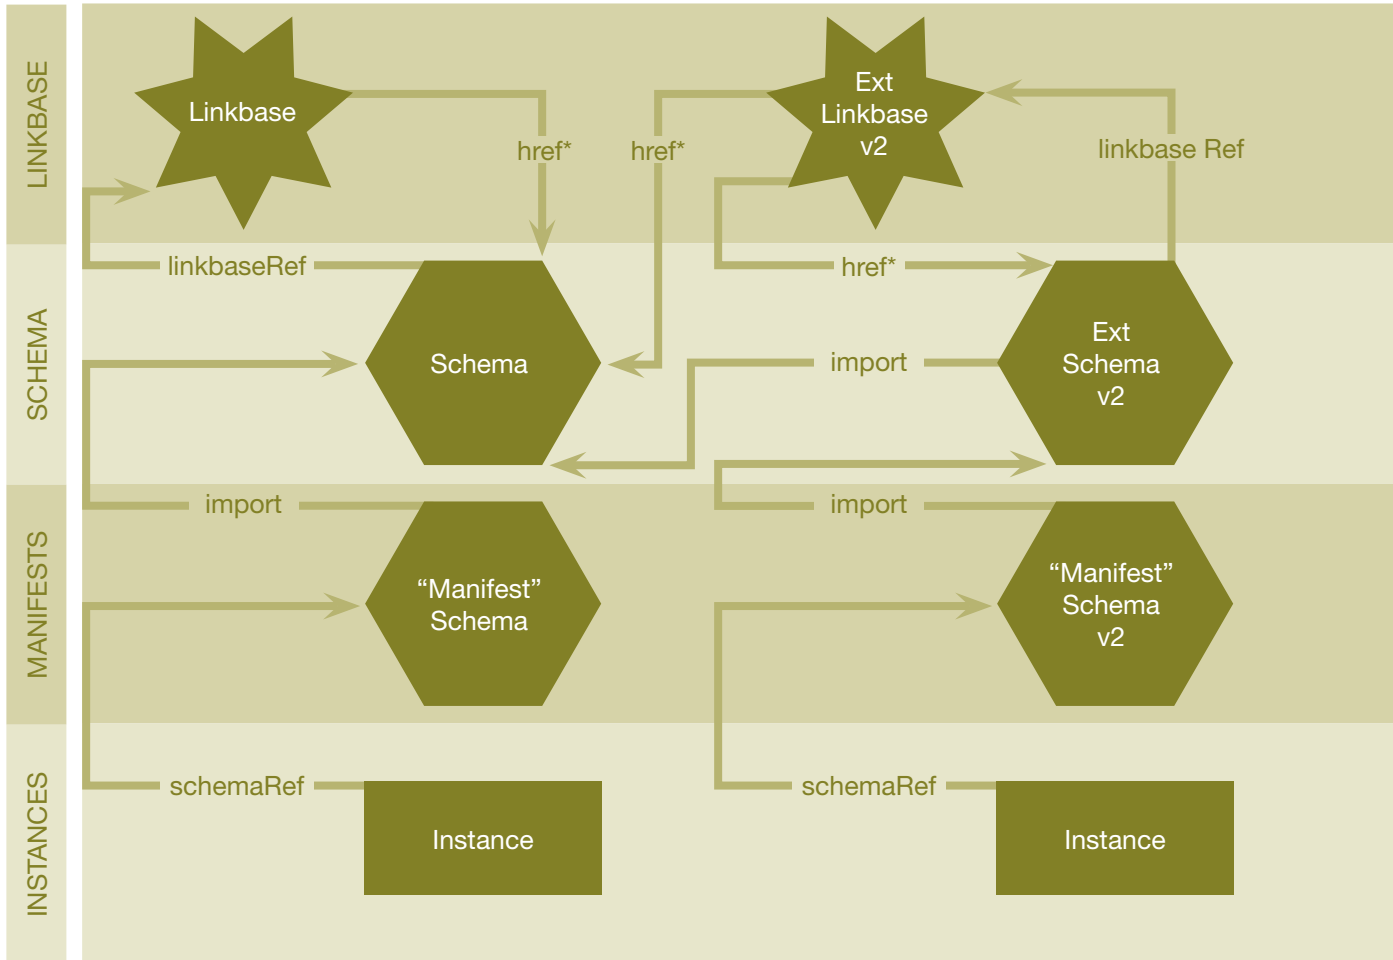 LINKBASE
Linkbase
Ext
Linkbase
v2
href*
href*
linkbase Ref
linkbaseRef
href*
SCHEMA
Schema
import
Ext
Schema
v2
import
import
MANIFESTS
“Manifest”
Schema
“Manifest”
Schema
v2
schemaRef
schemaRef
INSTANCES
Instance
Instance